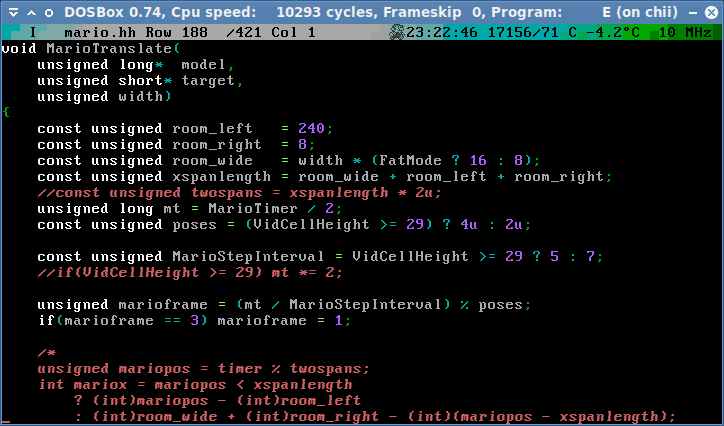 DOSBox 0.74, Cpu speed:    10293 cycles, Frameskip  0, Program:        E (on chii)
I    mario.hh Row 188  /421 Col 1    23:22:46 17156/71 C -4.2°C  10 MHz
void MarioTranslate(
    unsigned long*  model,
    unsigned short* target,
    unsigned width)
{
    const unsigned room_left   = 240;
    const unsigned room_right  = 8;
    const unsigned room_wide   = width * (FatMode ? 16 : 8);
    const unsigned xspanlength = room_wide + room_left + room_right;
    //const unsigned twospans = xspanlength * 2u;
    unsigned long mt = MarioTimer / 2;
    const unsigned poses = (VidCellHeight >= 29) ? 4u : 2u;

    const unsigned MarioStepInterval = VidCellHeight >= 29 ? 5 : 7;
    //if(VidCellHeight >= 29) mt *= 2;

    unsigned marioframe = (mt / MarioStepInterval) % poses;
    if(marioframe == 3) marioframe = 1;

    /*
    unsigned mariopos = timer % twospans;
    int mariox = mariopos < xspanlength
        ? (int)mariopos - (int)room_left
        : (int)room_wide + (int)room_right - (int)(mariopos - xspanlength);